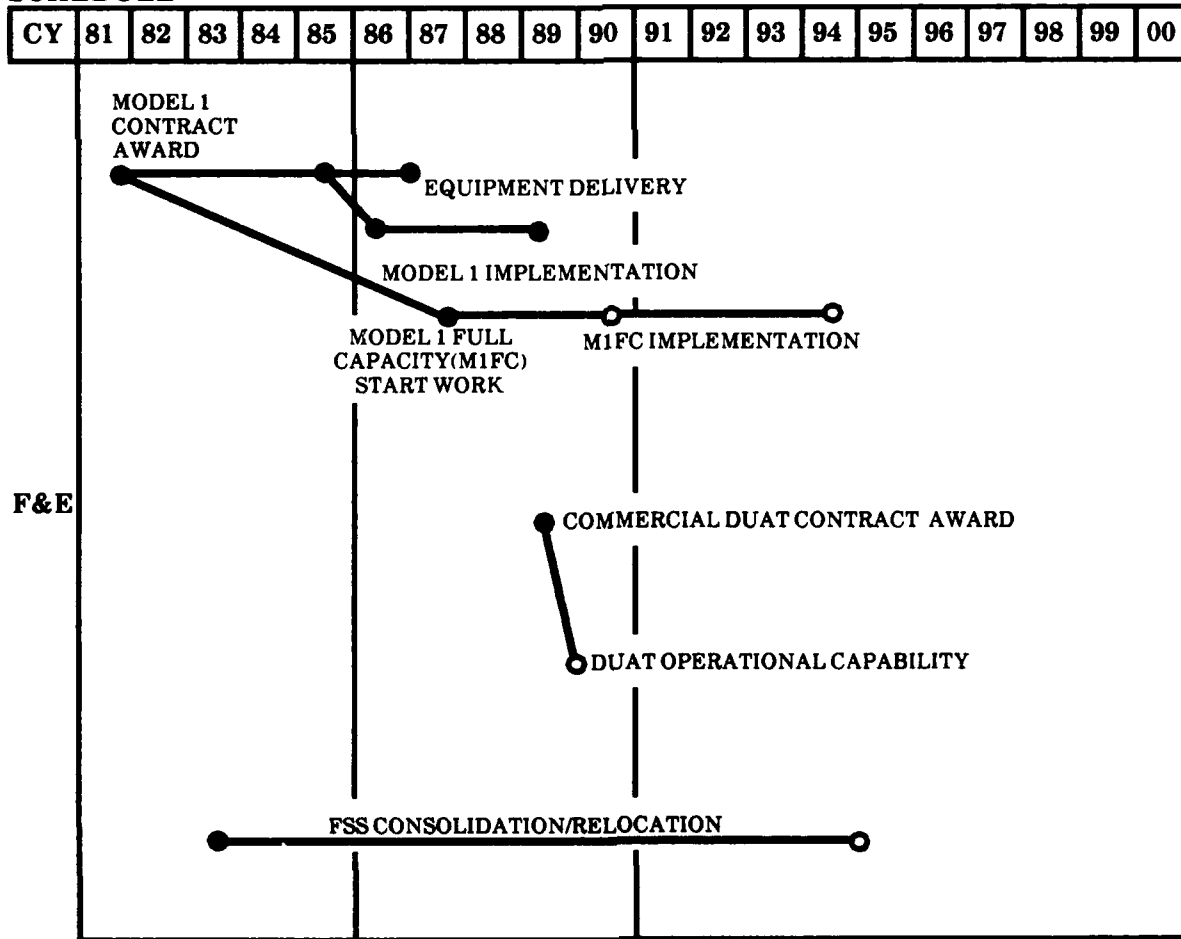 CY 81 82 83 84 85 86 87 88 89 90 91 92 93 94 95 96 97 98 99 00
MODEL 1
CONTRACT
AWARD
EQUIPMENT DELIVERY
MODEL 1 IMPLEMENTATION
MODEL 1 FULL
CAPACITY(M1FC)
START WORK
M1FC IMPLEMENTATION
F&E
COMMERCIAL DUAT CONTRACT AWARD
DUAT OPERATIONAL CAPABILITY
FSS CONSOLIDATION/RELOCATION